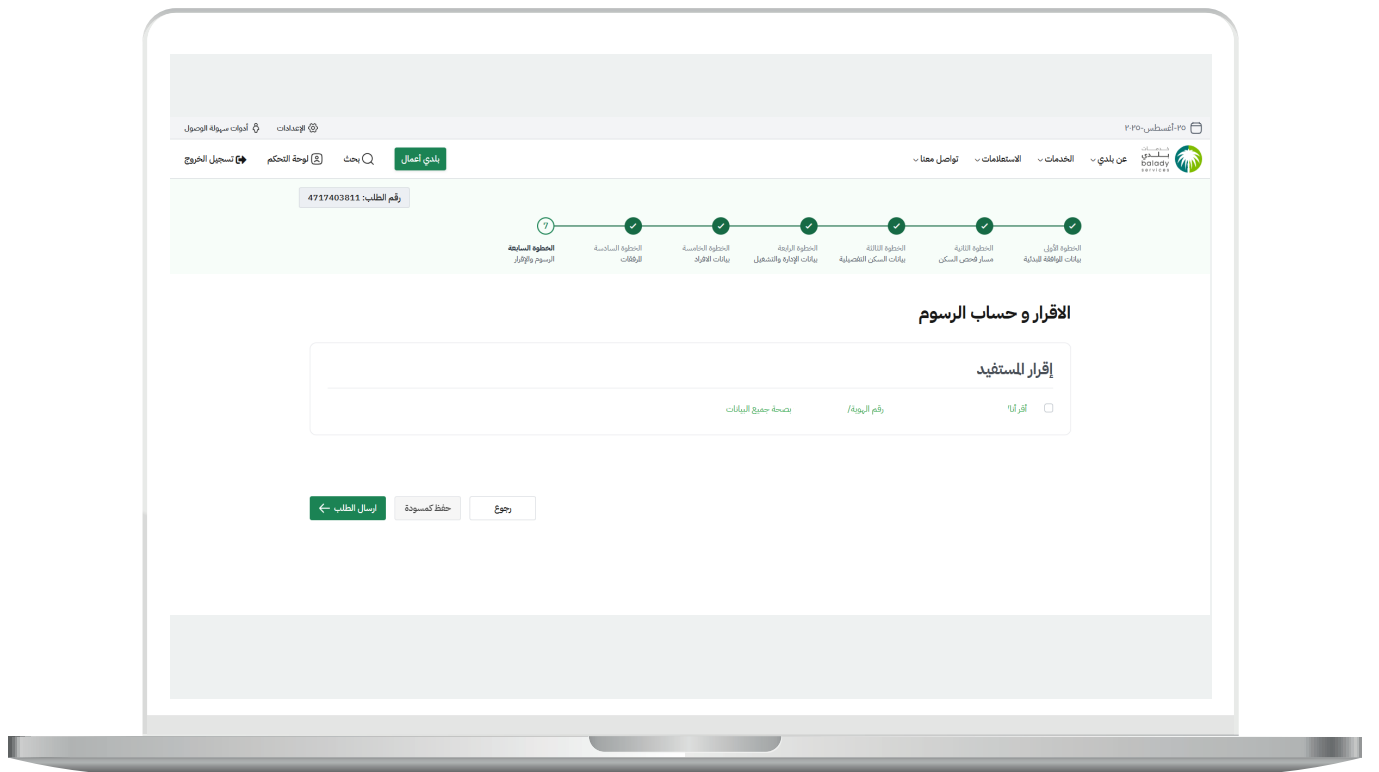 ٢٥-أغسطس-٢٠٢٥
الإعدادات
أدوات سهولة الوصول
خدمات
بلدي
balady
services
عن بلدي
الخدمات
الاستعلامات
تواصل معنا
بلدي أعمال
بحث
لوحة التحكم
تسجيل الخروج
رقم الطلب: 4717403811
7
الخطوة الأولى
بيانات الموافقة المبدئية
الخطوة الثانية
مسار فحص السكن
الخطوة الثالثة
بيانات السكن التفصيلية
الخطوة الرابعة
بيانات الإدارة والتشغيل
الخطوة الخامسة
بيانات الافراد
الخطوة السادسة
المرفقات
الخطوة السابعة
الرسوم والإقرار
الاقرار و حساب الرسوم
إقرار المستفيد
أقر أنا/ رقم الهوية/ بصحة جميع البيانات
رجوع
حفظ كمسودة
ارسال الطلب